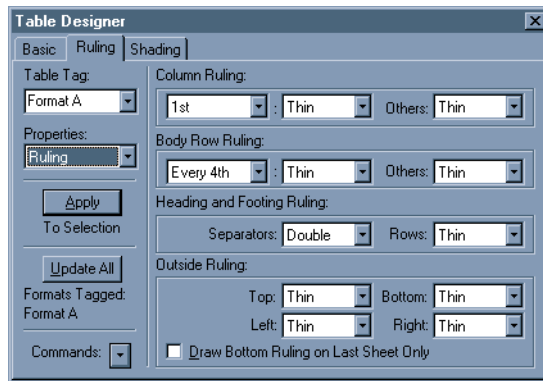 Table Designer
Basic Ruling Shading
Table Tag:
Format A
Properties:
Ruling
Apply
To Selection
Update All
Formats Tagged:
Format A
Commands:
Column Ruling:
1st : Thin Others: Thin
Body Row Ruling:
Every 4th : Thin Others: Thin
Heading and Footing Ruling:
Separators: Double Rows: Thin
Outside Ruling:
Top: Thin Bottom: Thin
Left: Thin Right: Thin
Draw Bottom Ruling on Last Sheet Only